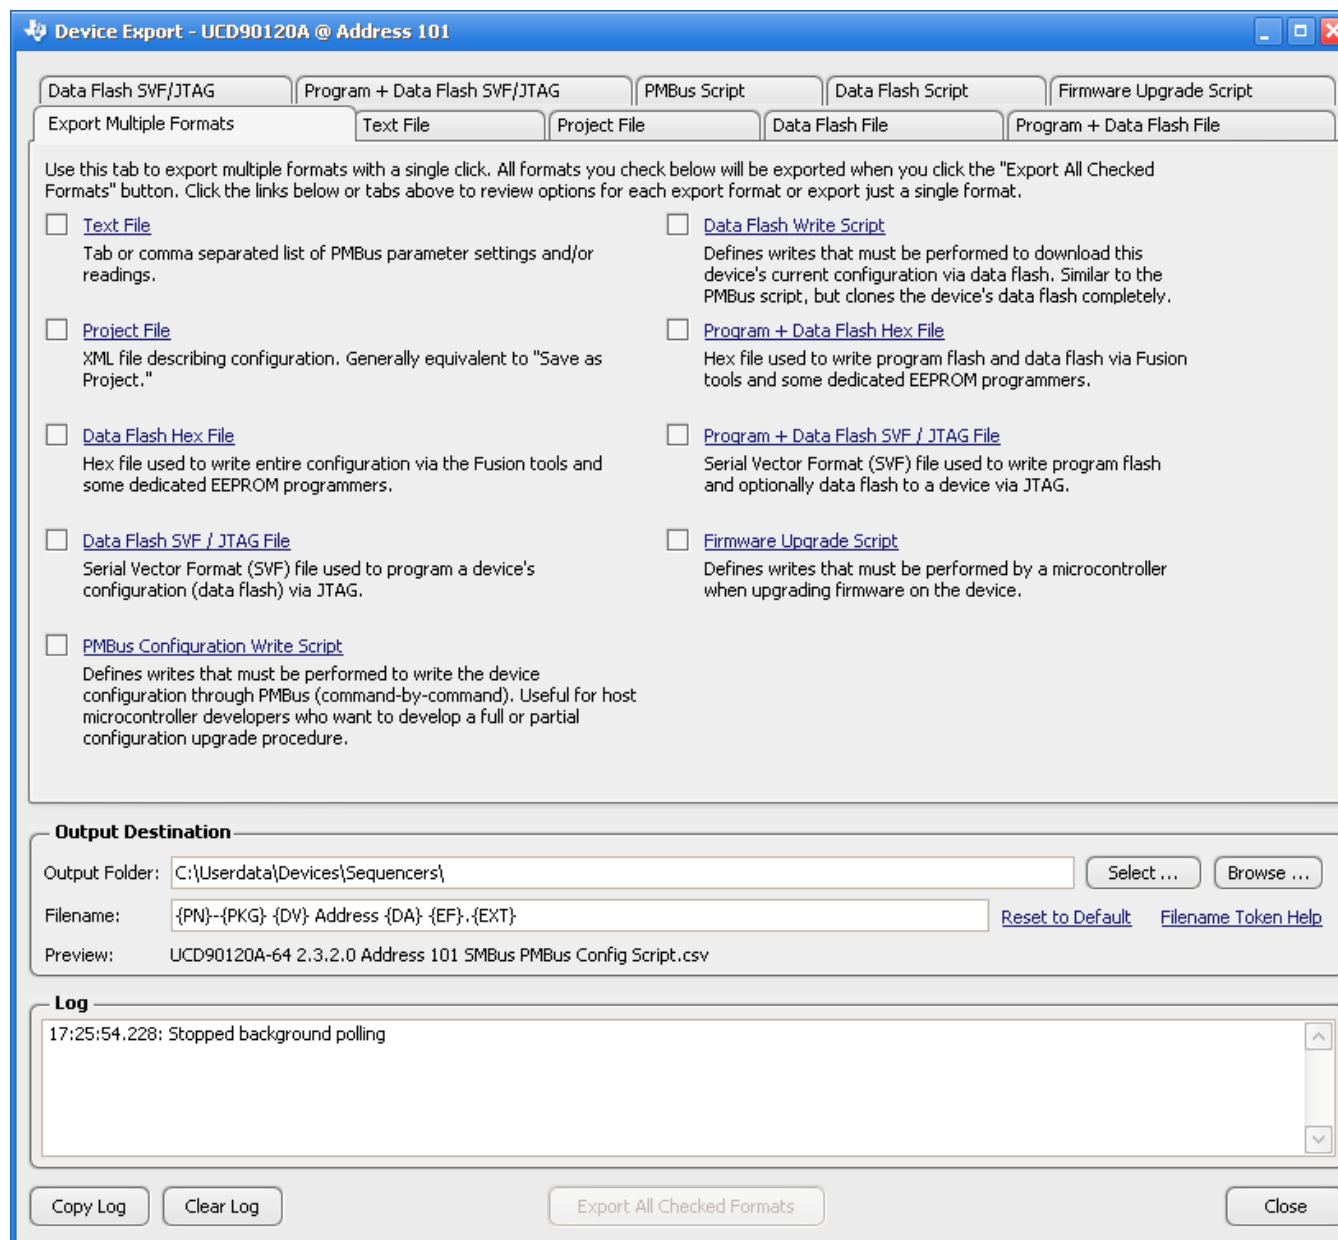 Device Export - UCD90120A @ Address 101
Data Flash SVF/JTAG
Program + Data Flash SVF/JTAG
PMBus Script
Data Flash Script
Firmware Upgrade Script
Export Multiple Formats
Text File
Project File
Data Flash File
Program + Data Flash File
Use this tab to export multiple formats with a single click. All formats you check below will be exported when you click the "Export All Checked
Formats" button. Click the links below or tabs above to review options for each export format or export just a single format.
Text File
Tab or comma separated list of PMBus parameter settings and/or
readings.
Project File
XML file describing configuration. Generally equivalent to "Save as
Project."
Data Flash Hex File
Hex file used to write entire configuration via the Fusion tools and
some dedicated EEPROM programmers.
Data Flash SVF / JTAG File
Serial Vector Format (SVF) file used to program a device's
configuration (data flash) via JTAG.
PMBus Configuration Write Script
Defines writes that must be performed to write the device
configuration through PMBus (command-by-command). Useful for host
microcontroller developers who want to develop a full or partial
configuration upgrade procedure.
Data Flash Write Script
Defines writes that must be performed to download this
device's current configuration via data flash. Similar to the
PMBus script, but clones the device's data flash completely.
Program + Data Flash Hex File
Hex file used to write program flash and data flash via Fusion
tools and some dedicated EEPROM programmers.
Program + Data Flash SVF / JTAG File
Serial Vector Format (SVF) file used to write program flash
and optionally data flash to a device via JTAG.
Firmware Upgrade Script
Defines writes that must be performed by a microcontroller
when upgrading firmware on the device.
Output Destination
Output Folder: C:\Userdata\Devices\Sequencers\ Select ... Browse ...
Filename: {PN}-{PKG} {DV} Address {DA} {EF}.{EXT} Reset to Default Filename Token Help
Preview: UCD90120A-64 2.3.2.0 Address 101 SMBus PMBus Config Script.csv
Log
17:25:54.228: Stopped background polling
Copy Log Clear Log Export All Checked Formats Close